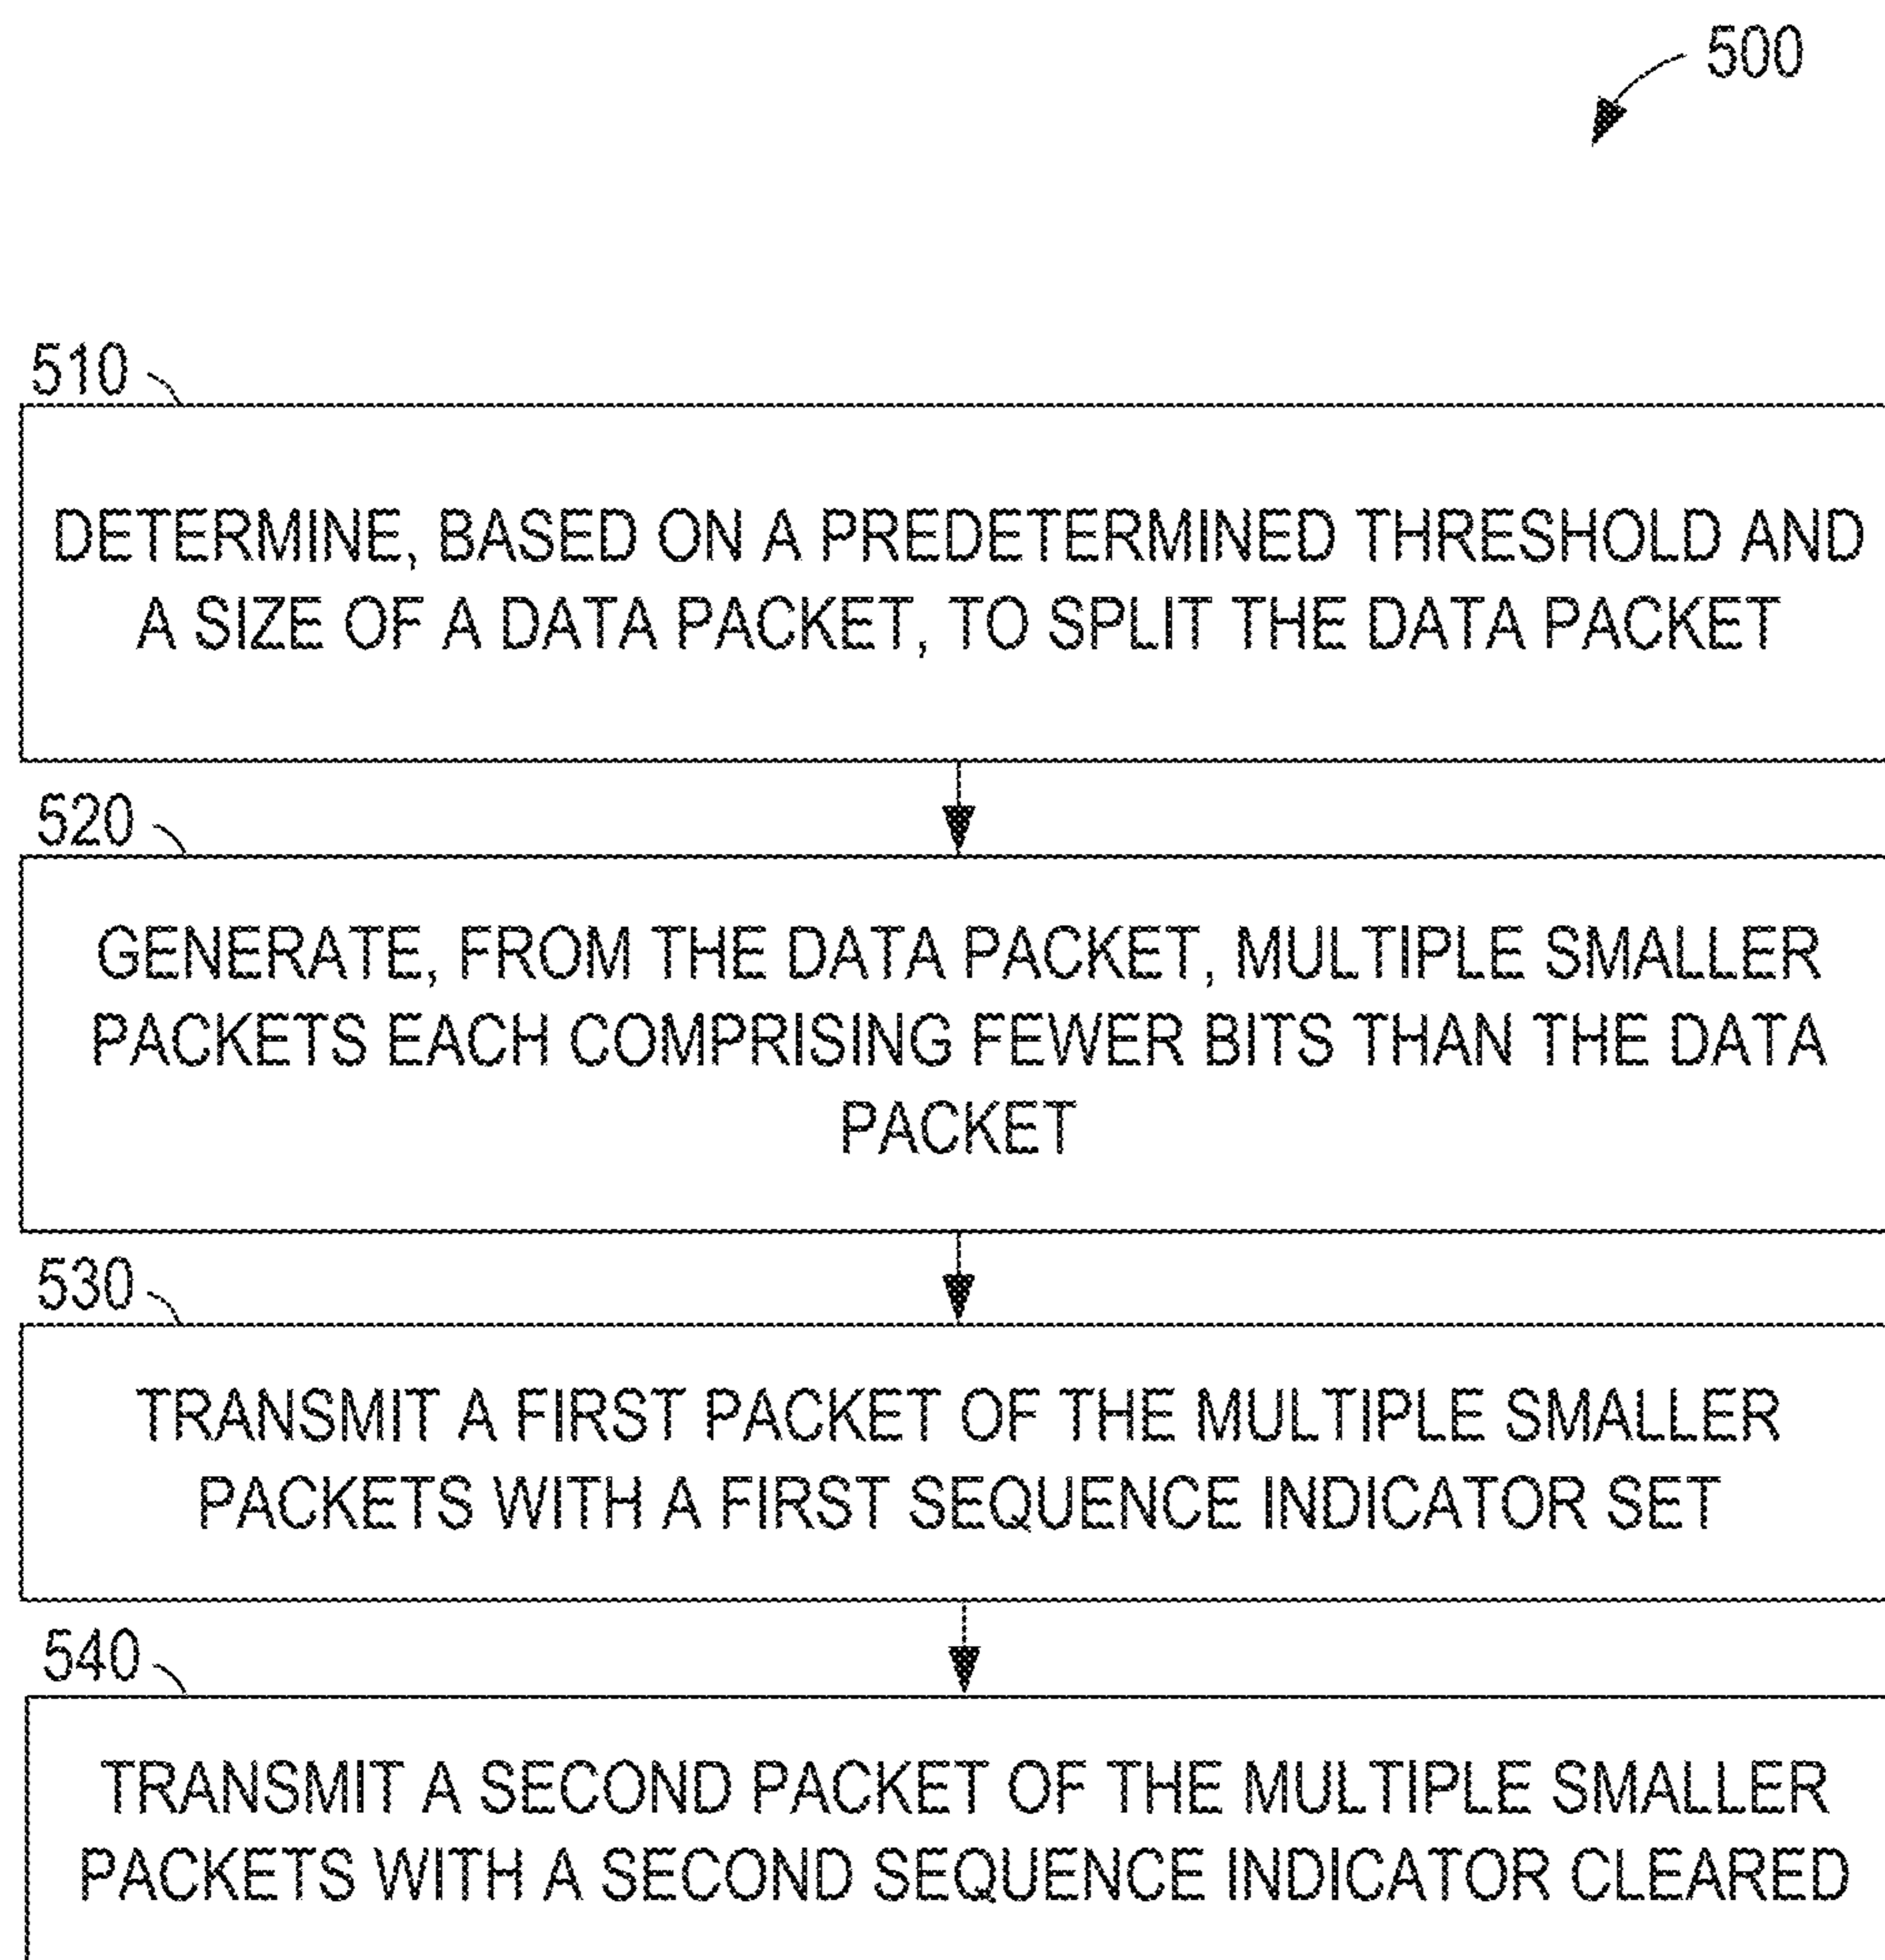 500
510
DETERMINE, BASED ON A PREDETERMINED THRESHOLD AND
A SIZE OF A DATA PACKET, TO SPLIT THE DATA PACKET
520
GENERATE, FROM THE DATA PACKET, MULTIPLE SMALLER
PACKETS EACH COMPRISING FEWER BITS THAN THE DATA
PACKET
530
TRANSMIT A FIRST PACKET OF THE MULTIPLE SMALLER
PACKETS WITH A FIRST SEQUENCE INDICATOR SET
540
TRANSMIT A SECOND PACKET OF THE MULTIPLE SMALLER
PACKETS WITH A SECOND SEQUENCE INDICATOR CLEARED